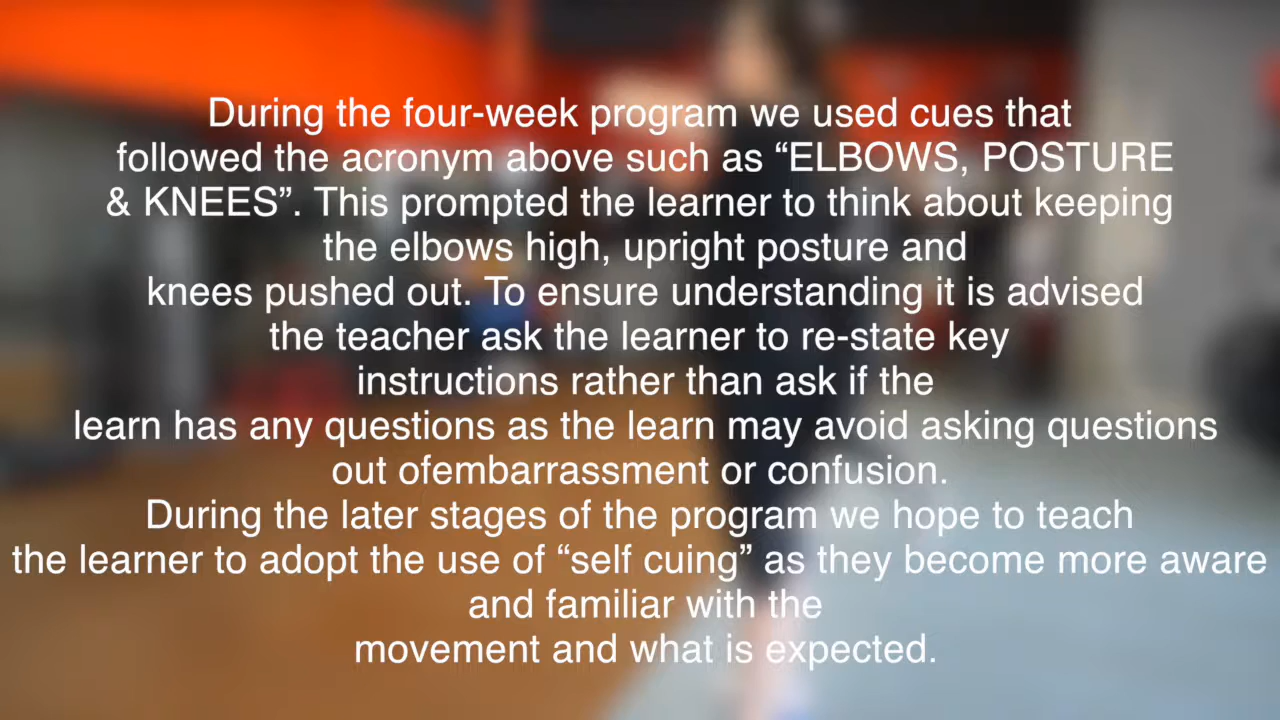 During the four-week program we used cues that
followed the acronym above such as “ELBOWS, POSTURE
& KNEES”. This prompted the learner to think about keeping
the elbows high, upright posture and
knees pushed out. To ensure understanding it is advised
the teacher ask the learner to re-state key
instructions rather than ask if the
learn has any questions as the learn may avoid asking questions
out ofembarrassment or confusion.
During the later stages of the program we hope to teach
the learner to adopt the use of “self cuing” as they become more aware
and familiar with the
movement and what is expected.